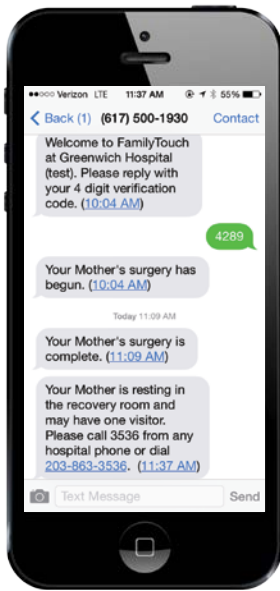 Verizon LTE 11:37 AM 55%
Back (1) (617) 500-1930 Contact
Welcome to FamilyTouch
at Greenwich Hospital
(test). Please reply with
your 4 digit verification
code. (10:04 AM)
4289
Your Mother's surgery has
begun. (10:04 AM)
Today 11:09 AM
Your Mother's surgery is
complete. (11:09 AM)
Your Mother is resting in
the recovery room and
may have one visitor.
Please call 3536 from any
hospital phone or dial
203-863-3536. (11:37 AM)
Text Message Send